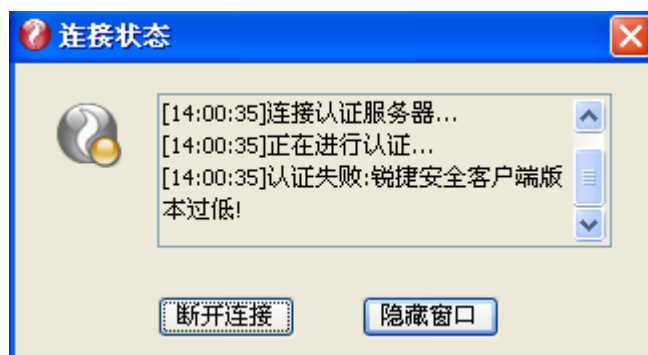 连接状态
[14:00:35]连接认证服务器...
[14:00:35]正在进行认证...
[14:00:35]认证失败:锐捷安全客户端版
本过低!
断开连接
隐藏窗口